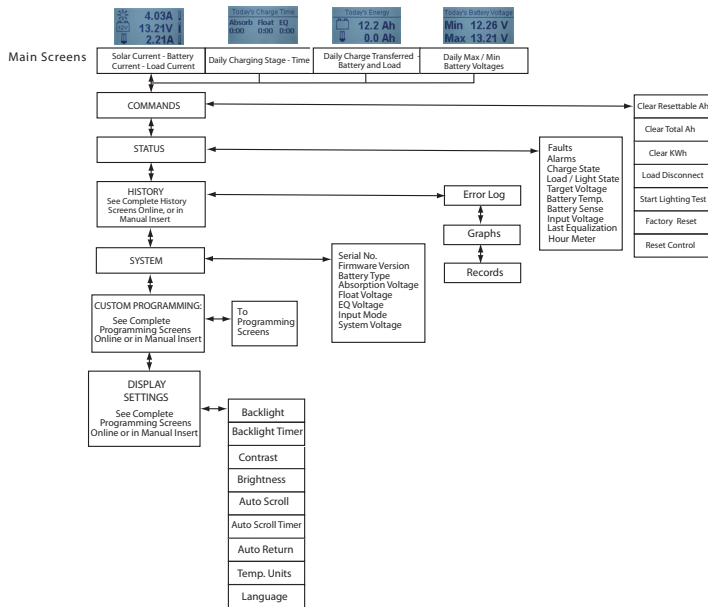 4.03A
12V
13.21V
2.21A
Today's Charge Time
Absorb Float EQ
0:00 0:00 0:00
Today's Energy
12.2 Ah
0.0 Ah
Today's Battery Voltage
Min 12.26 V
Max 13.21 V
Main Screens
Solar Current - Battery
Current - Load Current
Daily Charging Stage - Time
Daily Charge Transferred -
Battery and Load
Daily Max / Min
Battery Voltages
COMMANDS
Clear Resettable Ah
Clear Total Ah
Clear KWh
Load Disconnect
Start Lighting Test
Factory Reset
Reset Control
STATUS
Faults
Alarms
Charge State
Load / Light State
Target Voltage
Battery Temp.
Battery Sense
Input Voltage
Last Equalization
Hour Meter
HISTORY
See Complete History
Screens Online, or in
Manual Insert
Error Log
Graphs
Records
SYSTEM
Serial No.
Firmware Version
Battery Type
Absorption Voltage
Float Voltage
EQ Voltage
Input Mode
System Voltage
CUSTOM PROGRAMMING:
See Complete
Programming Screens
Online or in Manual Insert
To
Programming
Screens
DISPLAY
SETTINGS
See Complete
Programming Screens
Online or in Manual Insert
Backlight
Backlight Timer
Contrast
Brightness
Auto Scroll
Auto Scroll Timer
Auto Return
Temp. Units
Language